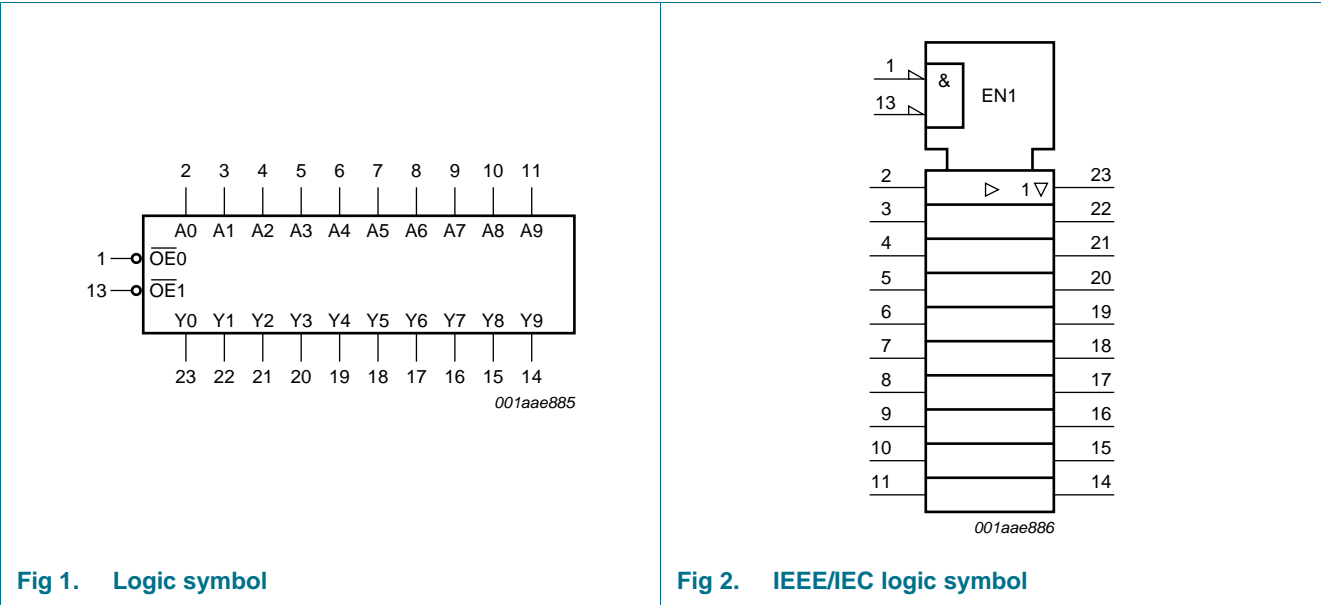 2 3 4 5 6 7 8 9 10 11
A0 A1 A2 A3 A4 A5 A6 A7 A8 A9
1 O̅E̅0
13 O̅E̅1
Y0 Y1 Y2 Y3 Y4 Y5 Y6 Y7 Y8 Y9
23 22 21 20 19 18 17 16 15 14
001aae885
Fig 1. Logic symbol
1 & EN1
13
2 1 23
3 22
4 21
5 20
6 19
7 18
8 17
9 16
10 15
11 14
001aae886
Fig 2. IEEE/IEC logic symbol